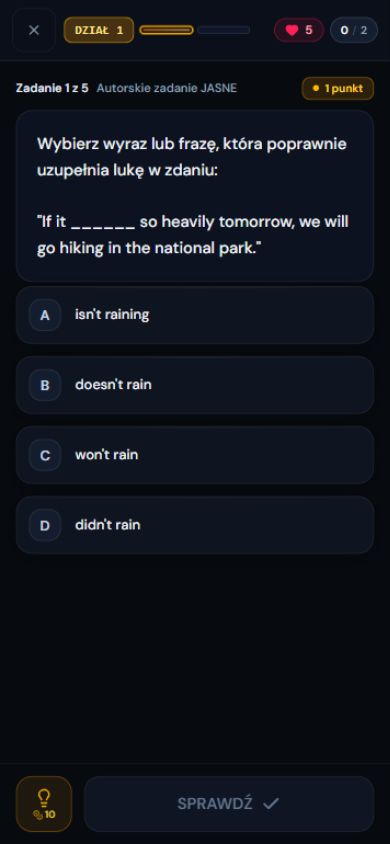 DZIAŁ 1
5
0 / 2
Zadanie 1 z 5 Autorskie zadanie JASNE
1 punkt
Wybierz wyraz lub frazę, która poprawnie
uzupełnia lukę w zdaniu:
"If it ______ so heavily tomorrow, we will
go hiking in the national park."
A isn't raining
B doesn't rain
C won't rain
D didn't rain
10
SPRAWDŹ